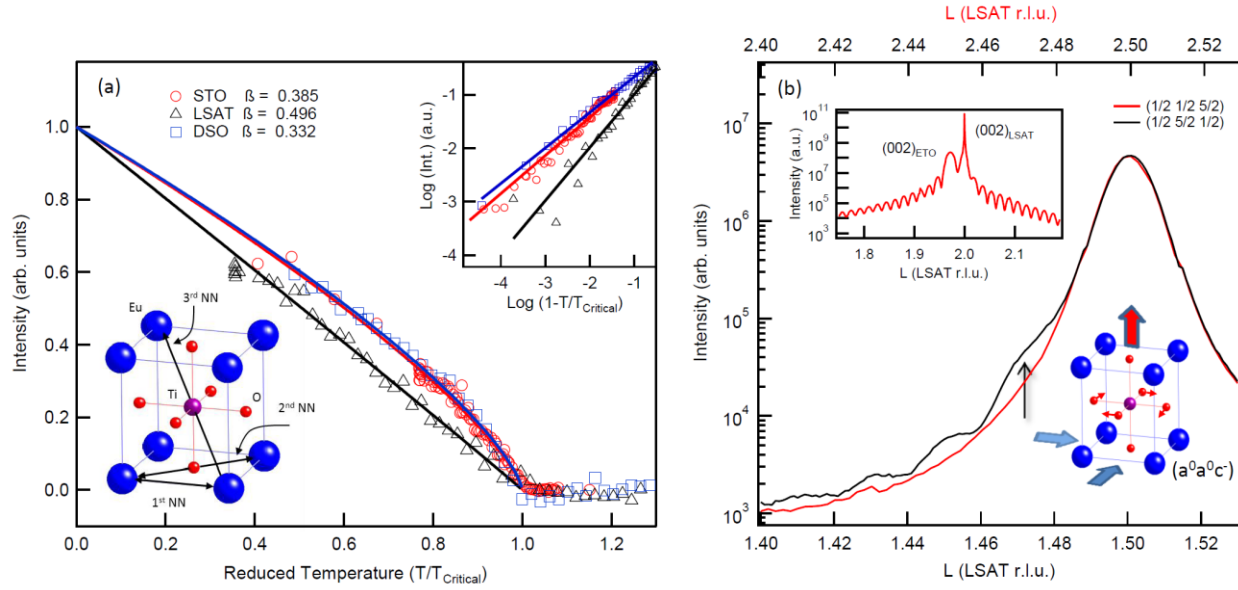 (a)
STO ß = 0.385
LSAT ß = 0.496
DSO ß = 0.332
Intensity (arb. units)
1.0
0.8
0.6
0.4
0.2
0.0
0.0 0.2 0.4 0.6 0.8 1.0 1.2
Reduced Temperature (T/T_Critical)
Log (Int.) (a.u.)
-1
-2
-3
-4
-4 -3 -2 -1
Log (1-T/T_Critical)
Eu
3rd NN
Ti
O
2nd NN
1st NN
L (LSAT r.l.u.)
2.40 2.42 2.44 2.46 2.48 2.50 2.52
(b)
(1/2 1/2 5/2)
(1/2 5/2 1/2)
Intensity (arb. units)
10^7
10^6
10^5
10^4
10^3
1.40 1.42 1.44 1.46 1.48 1.50 1.52
L (LSAT r.l.u.)
Intensity (a.u.)
10^11
10^9
10^7
10^5
10^3
(002)_ETO
(002)_LSAT
1.8 1.9 2.0 2.1
L (LSAT r.l.u.)
(a^0a^0c^-)